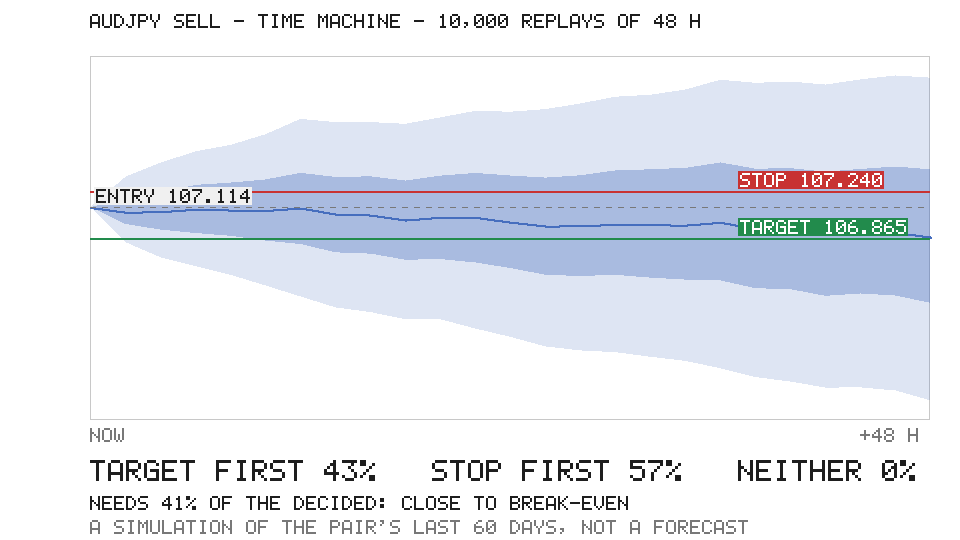 AUDJPY SELL - TIME MACHINE - 10,000 REPLAYS OF 48 H
STOP 107.240
ENTRY 107.114
TARGET 106.865
NOW +48 H
TARGET FIRST 43% STOP FIRST 57% NEITHER 0%
NEEDS 41% OF THE DECIDED: CLOSE TO BREAK-EVEN
A SIMULATION OF THE PAIR'S LAST 60 DAYS, NOT A FORECAST